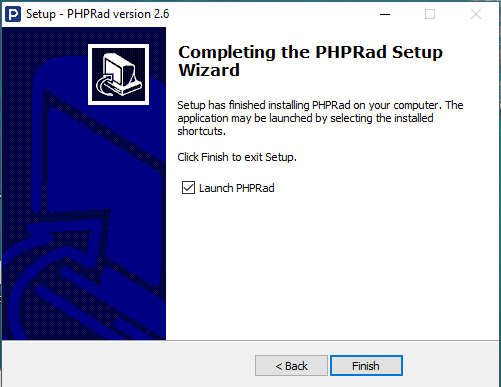 Setup - PHPRad version 2.6
Completing the PHPRad Setup
Wizard
Setup has finished installing PHPRad on your computer. The
application may be launched by selecting the installed
shortcuts.
Click Finish to exit Setup.
Launch PHPRad
< Back
Finish